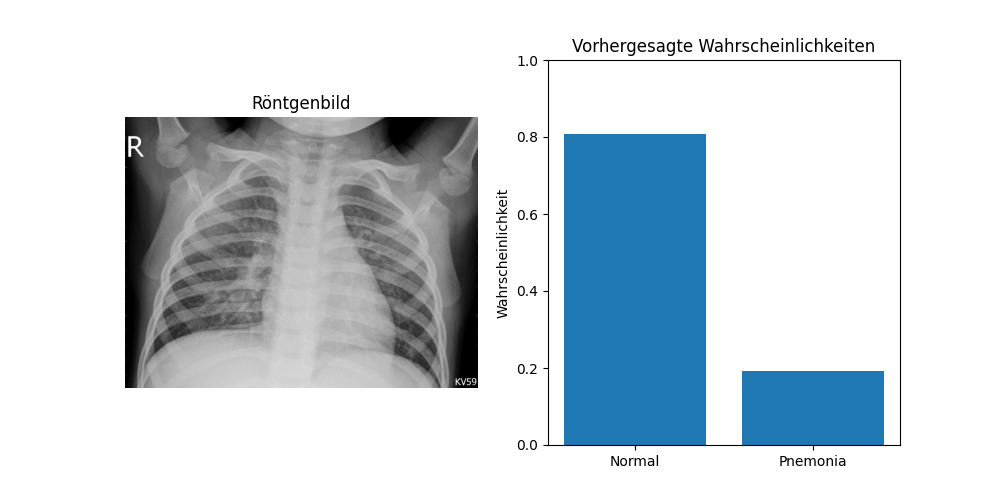 Röntgenbild
R
KV59
Vorhergesagte Wahrscheinlichkeiten
Wahrscheinlichkeit
1.0
0.8
0.6
0.4
0.2
0.0
Normal
Pnemonia